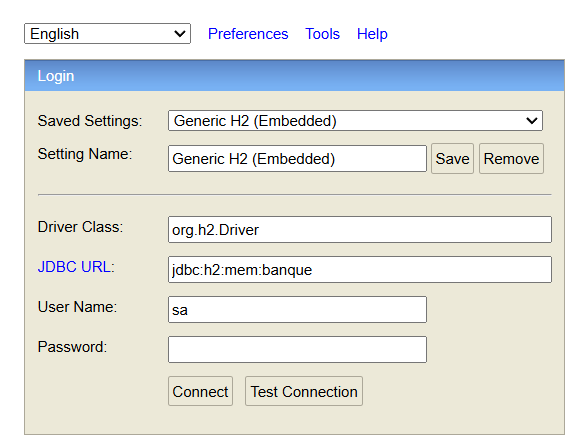 English Preferences Tools Help
Login
Saved Settings: Generic H2 (Embedded)
Setting Name: Generic H2 (Embedded) Save Remove
Driver Class: org.h2.Driver
JDBC URL: jdbc:h2:mem:banque
User Name: sa
Password:
Connect Test Connection